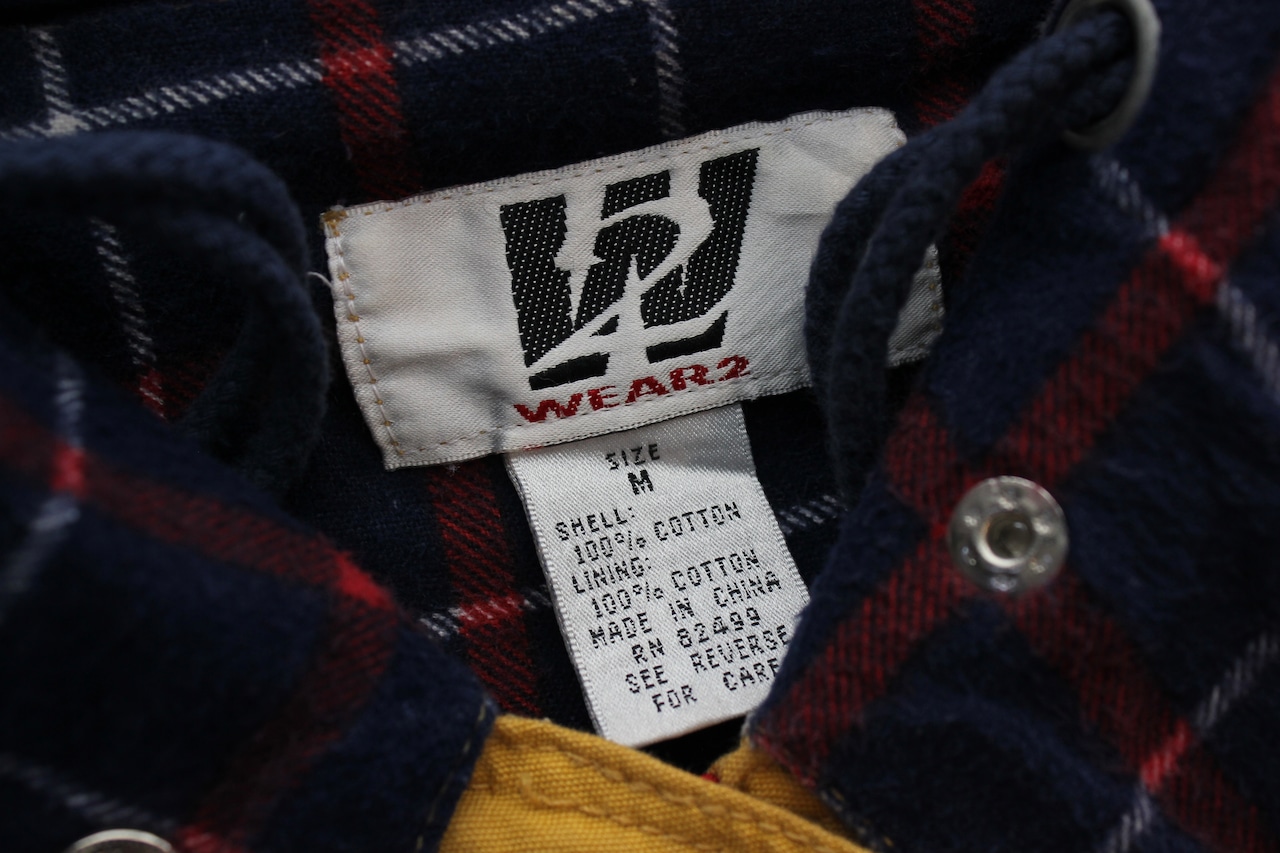 WEAR2
SIZE
M
SHELL:
100% COTTON
LINING:
100% COTTON
MADE IN CHINA
RN 82499
SEE REVERSE
FOR CARE